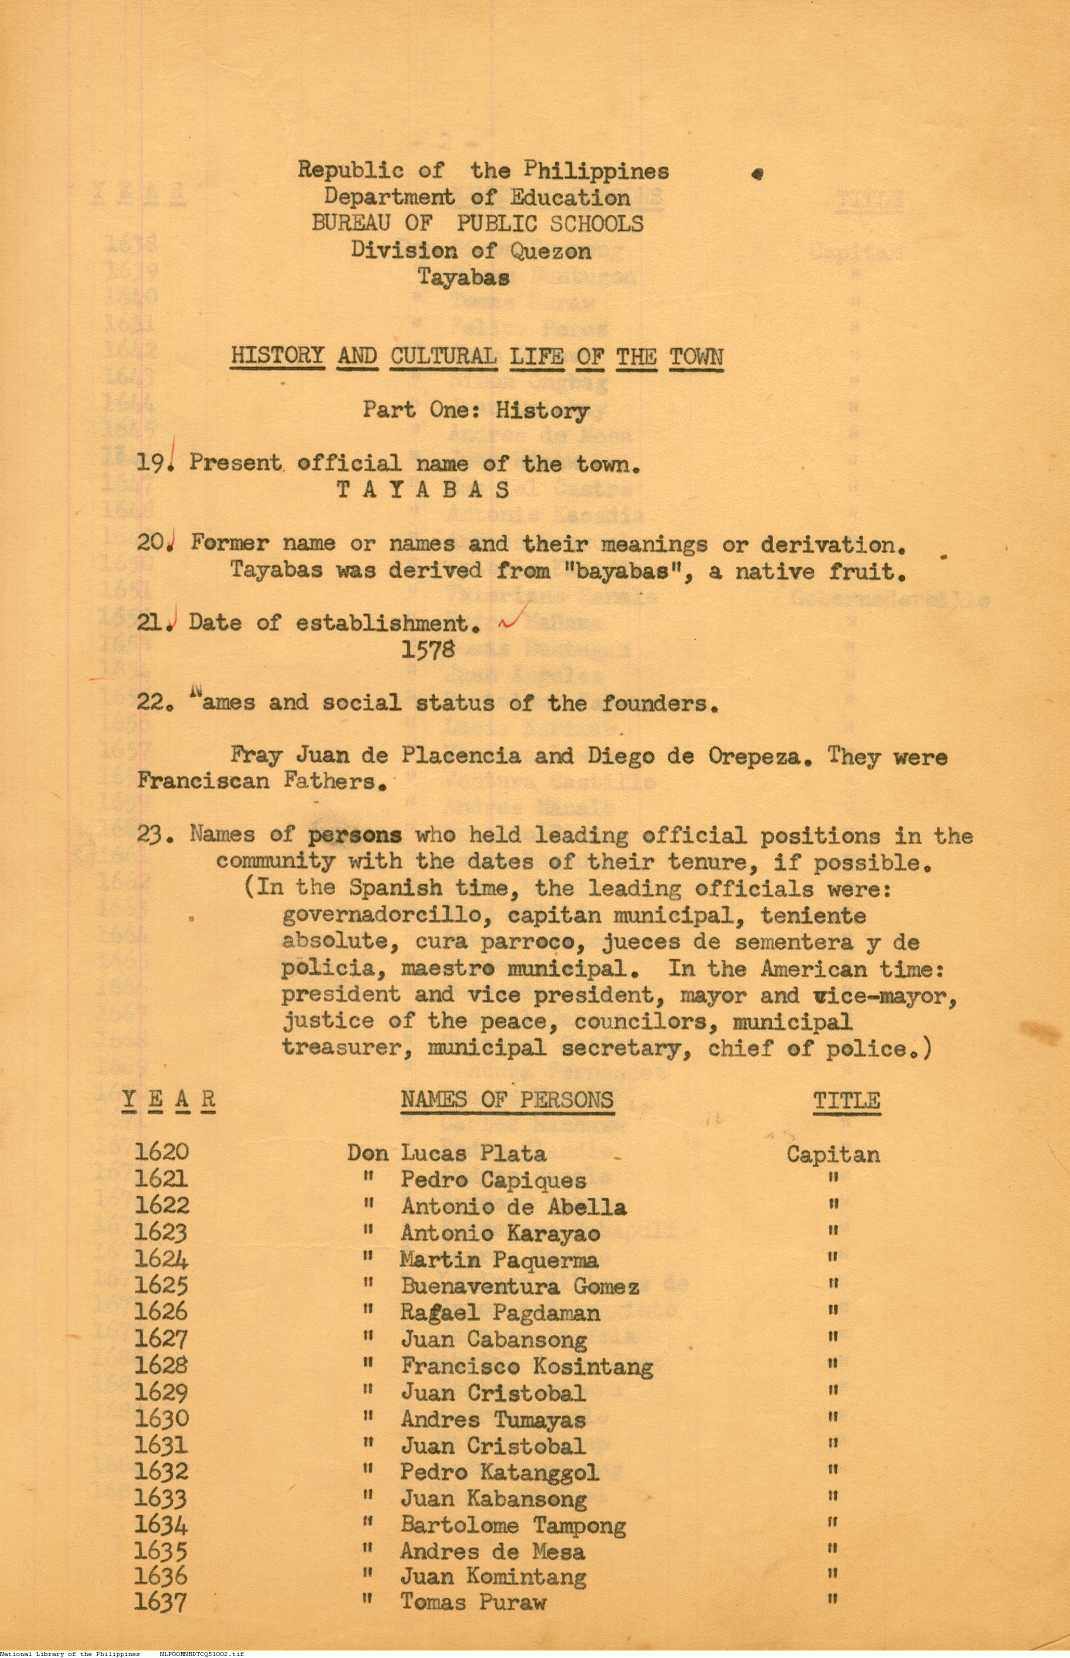 Republic of the Philippines
Department of Education
BUREAU OF PUBLIC SCHOOLS
Division of Quezon
Tayabas
HISTORY AND CULTURAL LIFE OF THE TOWN
Part One: History
19. Present official name of the town.
T A Y A B A S
20. Former name or names and their meanings or derivation.
Tayabas was derived from "bayabas", a native fruit.
21. Date of establishment.
1578
22. Names and social status of the founders.
Fray Juan de Placencia and Diego de Orepeza. They were
Franciscan Fathers.
23. Names of persons who held leading official positions in the
community with the dates of their tenure, if possible.
(In the Spanish time, the leading officials were:
governadorcillo, capitan municipal, teniente
absolute, cura parroco, jueces de sementera y de
policia, maestro municipal. In the American time:
president and vice president, mayor and vice-mayor,
justice of the peace, councilors, municipal
treasurer, municipal secretary, chief of police.)
Y E A R NAMES OF PERSONS TITLE
1620 Don Lucas Plata Capitan
1621 " Pedro Capiques "
1622 " Antonio de Abella "
1623 " Antonio Karayao "
1624 " Martin Paquerma "
1625 " Buenaventura Gomez "
1626 " Rafael Pagdaman "
1627 " Juan Cabansong "
1628 " Francisco Kosintang "
1629 " Juan Cristobal "
1630 " Andres Tumayas "
1631 " Juan Cristobal "
1632 " Pedro Katanggol "
1633 " Juan Kabansong "
1634 " Bartolome Tampong "
1635 " Andres de Mesa "
1636 " Juan Komintang "
1637 " Tomas Puraw "
National Library of the Philippines